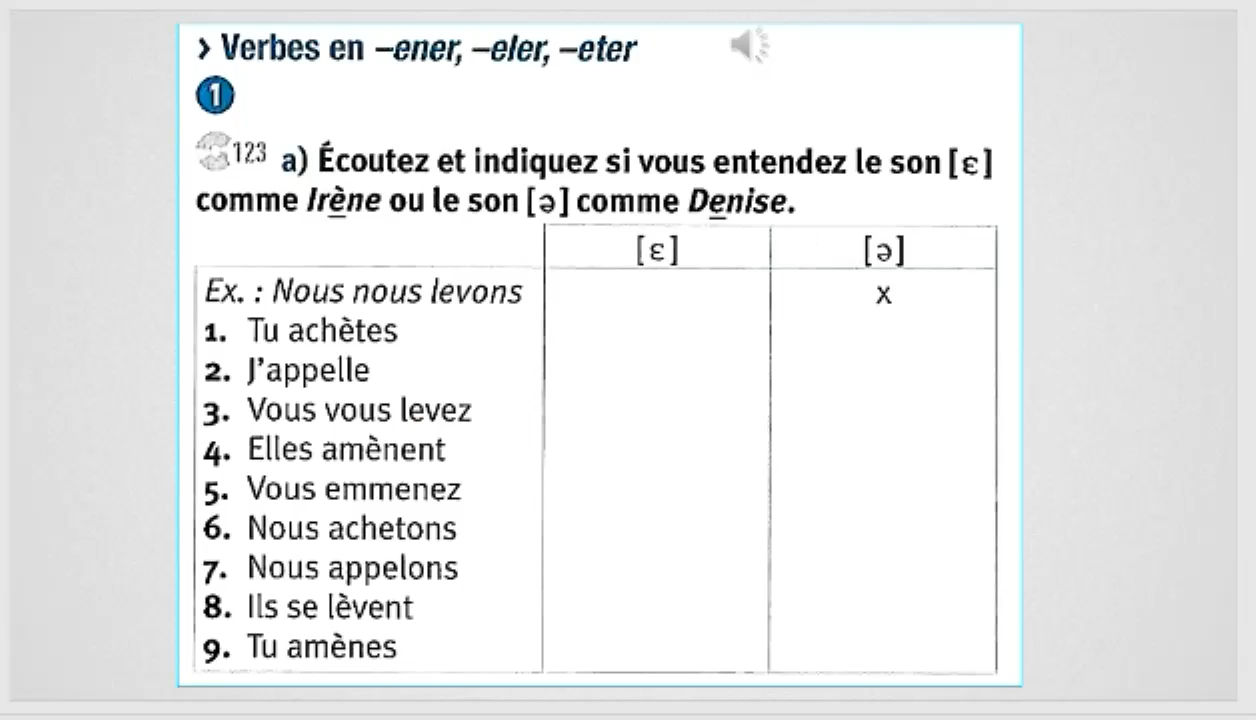 › Verbes en –ener, –eler, –eter
1
123 a) Écoutez et indiquez si vous entendez le son [ɛ]
comme Irène ou le son [ə] comme Denise.
[ɛ] [ə]
Ex. : Nous nous levons x
1. Tu achètes
2. J’appelle
3. Vous vous levez
4. Elles amènent
5. Vous emmenez
6. Nous achetons
7. Nous appelons
8. Ils se lèvent
9. Tu amènes